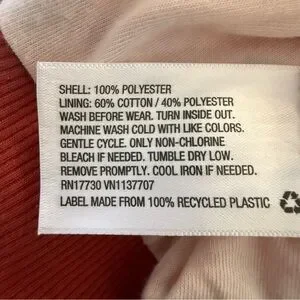 SHELL: 100% POLYESTER
LINING: 60% COTTON / 40% POLYESTER
WASH BEFORE WEAR. TURN INSIDE OUT.
MACHINE WASH COLD WITH LIKE COLORS.
GENTLE CYCLE. ONLY NON-CHLORINE
BLEACH IF NEEDED. TUMBLE DRY LOW.
REMOVE PROMPTLY. COOL IRON IF NEEDED.
RN17730 VN1137707
LABEL MADE FROM 100% RECYCLED PLASTIC